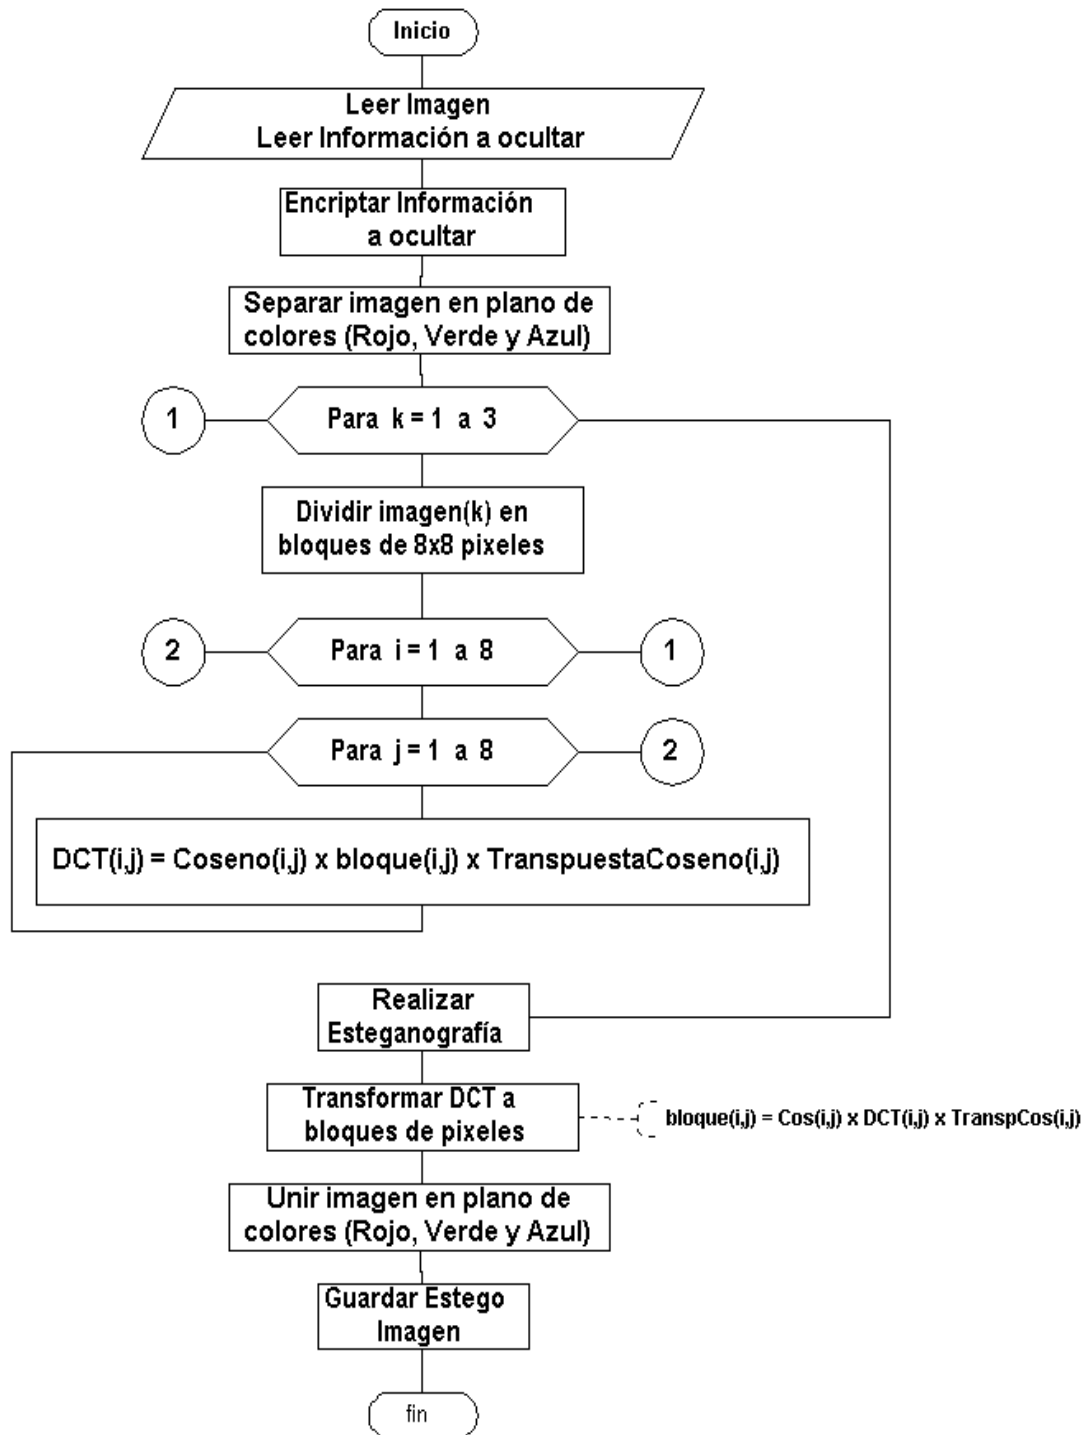 Inicio
Leer Imagen
Leer Información a ocultar
Encriptar Información
a ocultar
Separar imagen en plano de
colores (Rojo, Verde y Azul)
1
Para k = 1 a 3
Dividir imagen(k) en
bloques de 8x8 pixeles
2
Para i = 1 a 8
1
Para j = 1 a 8
2
DCT(i,j) = Coseno(i,j) x bloque(i,j) x TranspuestaCoseno(i,j)
Realizar
Esteganografía
Transformar DCT a
bloques de pixeles
bloque(i,j) = Cos(i,j) x DCT(i,j) x TranspCos(i,j)
Unir imagen en plano de
colores (Rojo, Verde y Azul)
Guardar Estego
Imagen
fin